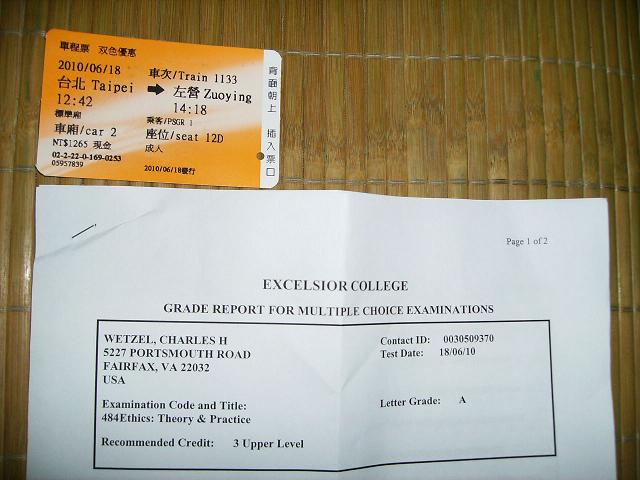 單程票 双色優惠
2010/06/18 車次/Train 1133
台北 Taipei ➡ 左營 Zuoying
12:42 14:18
標準廂 乘客/PSGR 1
車廂/car 2 座位/seat 12D
NT$1265 現金 成人
02-2-22-0-169-0253
05957839 2010/06/18發行
背面朝上 插入票口
Page 1 of 2
EXCELSIOR COLLEGE
GRADE REPORT FOR MULTIPLE CHOICE EXAMINATIONS
WETZEL, CHARLES H Contact ID: 0030509370
5227 PORTSMOUTH ROAD Test Date: 18/06/10
FAIRFAX, VA 22032
USA
Examination Code and Title: Letter Grade: A
484Ethics: Theory & Practice
Recommended Credit: 3 Upper Level